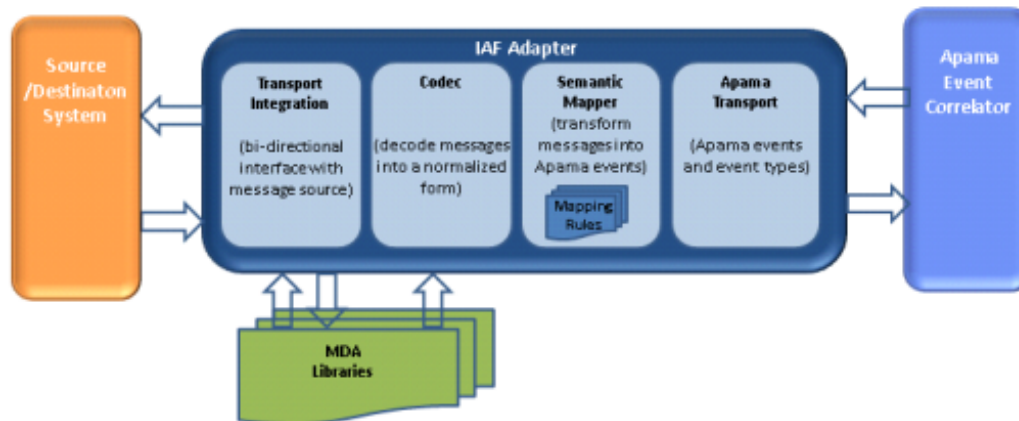 IAF Adapter
Source
/Destinaton
System
Transport
Integration
(bi-directional
interface with
message source)
Codec
(decode messages
into a normalized
form)
Semantic
Mapper
(transform
messages into
Apama events)
Mapping
Rules
Apama
Transport
(Apama events
and event types)
Apama
Event
Correlator
MDA
Libraries